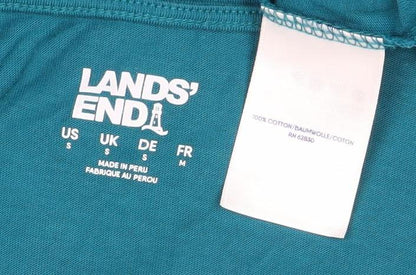 LANDS'
END
US UK DE FR
S S S M
MADE IN PERU
FABRIQUE AU PEROU
100% COTTON/BAUMWOLLE/COTON
RN 62830